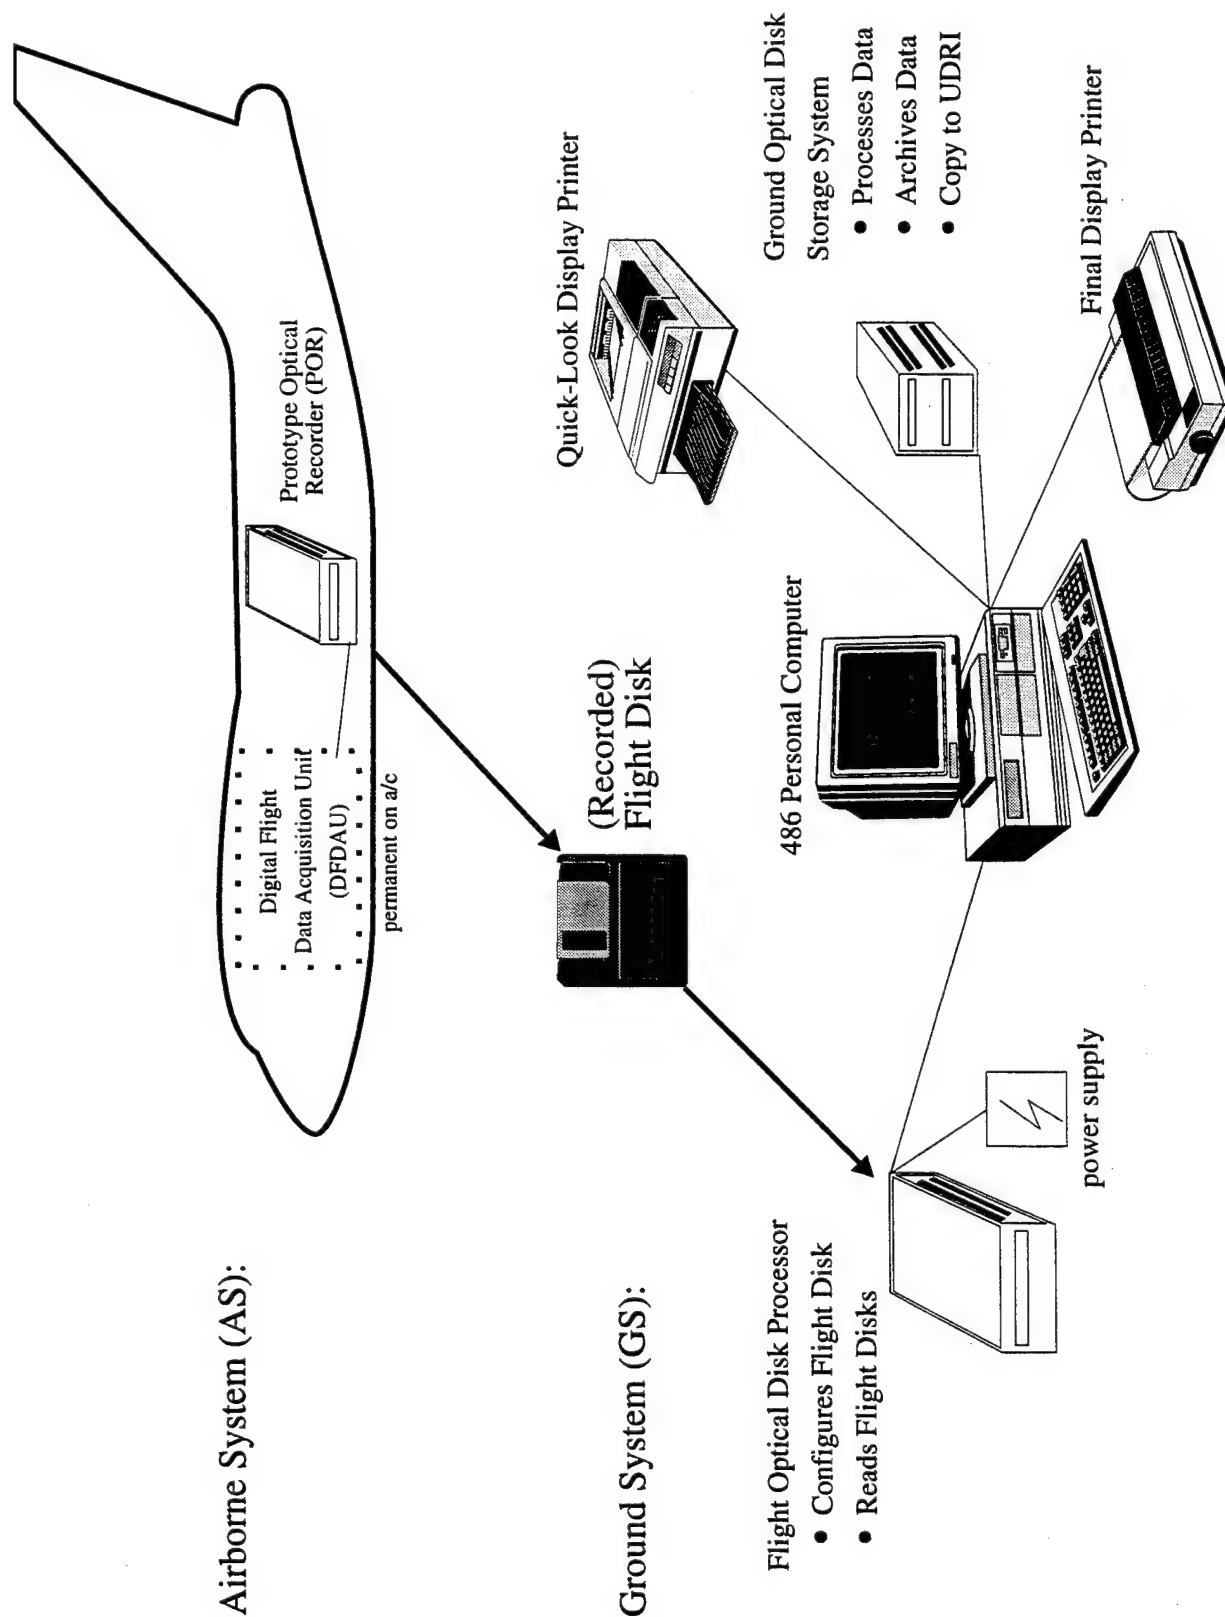 Airborne System (AS):
Digital Flight
Data Acquisition Unit
(DFDAU)
permanent on a/c
Prototype Optical
Recorder (POR)
Ground System (GS):
(Recorded)
Flight Disk
Flight Optical Disk Processor
• Configures Flight Disk
• Reads Flight Disks
power supply
486 Personal Computer
Quick-Look Display Printer
Ground Optical Disk
Storage System
• Processes Data
• Archives Data
• Copy to UDRI
Final Display Printer